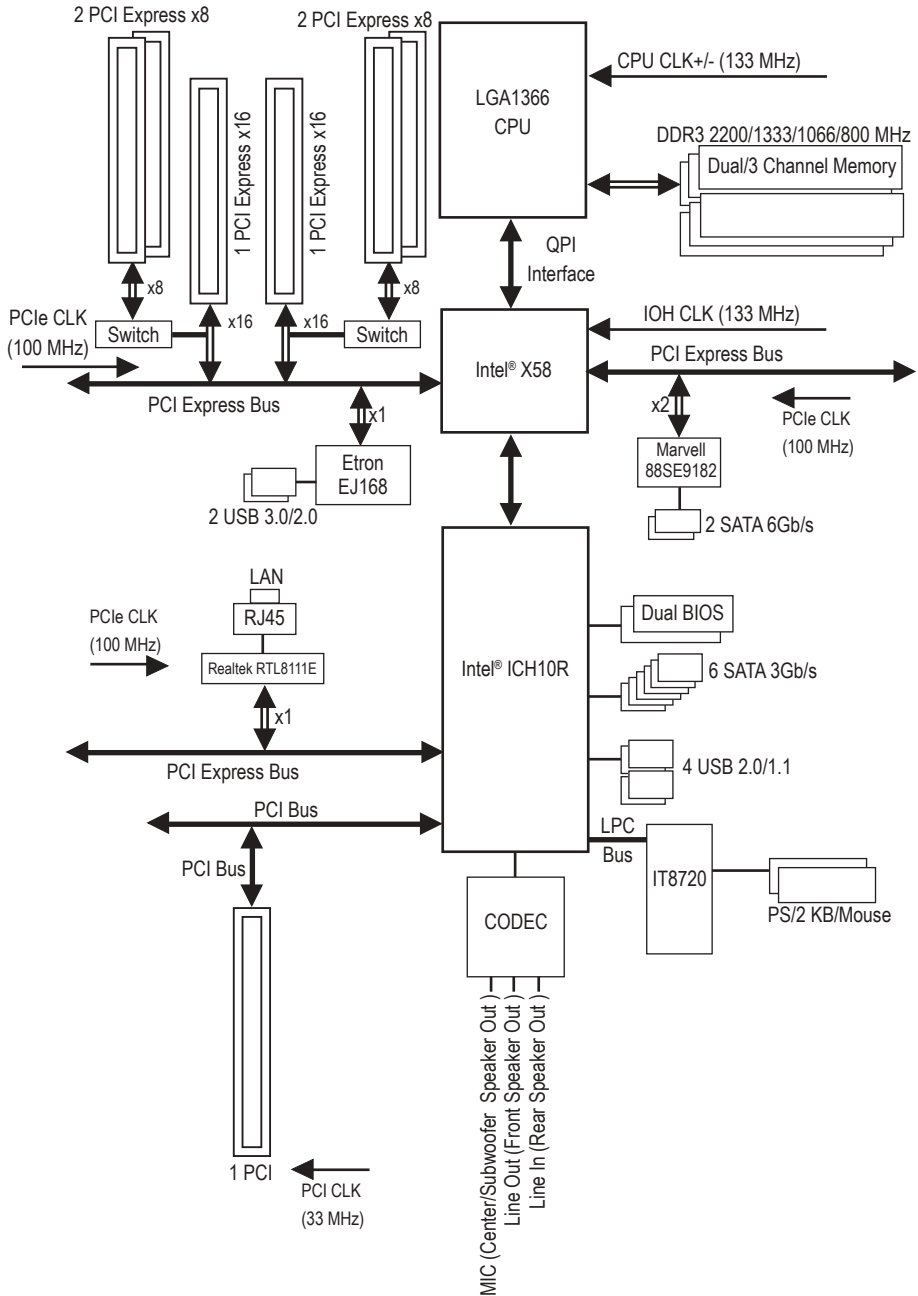 2 PCI Express x8
2 PCI Express x8
1 PCI Express x16
1 PCI Express x16
LGA1366
CPU
CPU CLK+/- (133 MHz)
DDR3 2200/1333/1066/800 MHz
Dual/3 Channel Memory
QPI
Interface
x8
x8
PCIe CLK
(100 MHz)
Switch
x16
x16
Switch
IOH CLK (133 MHz)
Intel® X58
PCI Express Bus
PCI Express Bus
x1
x2
PCIe CLK
(100 MHz)
Etron
EJ168
2 USB 3.0/2.0
Marvell
88SE9182
2 SATA 6Gb/s
LAN
RJ45
PCIe CLK
(100 MHz)
Realtek RTL8111E
x1
PCI Express Bus
Intel® ICH10R
Dual BIOS
6 SATA 3Gb/s
4 USB 2.0/1.1
PCI Bus
PCI Bus
LPC
Bus
IT8720
PS/2 KB/Mouse
CODEC
MIC (Center/Subwoofer Speaker Out )
Line Out (Front Speaker Out )
Line In (Rear Speaker Out )
1 PCI
PCI CLK
(33 MHz)